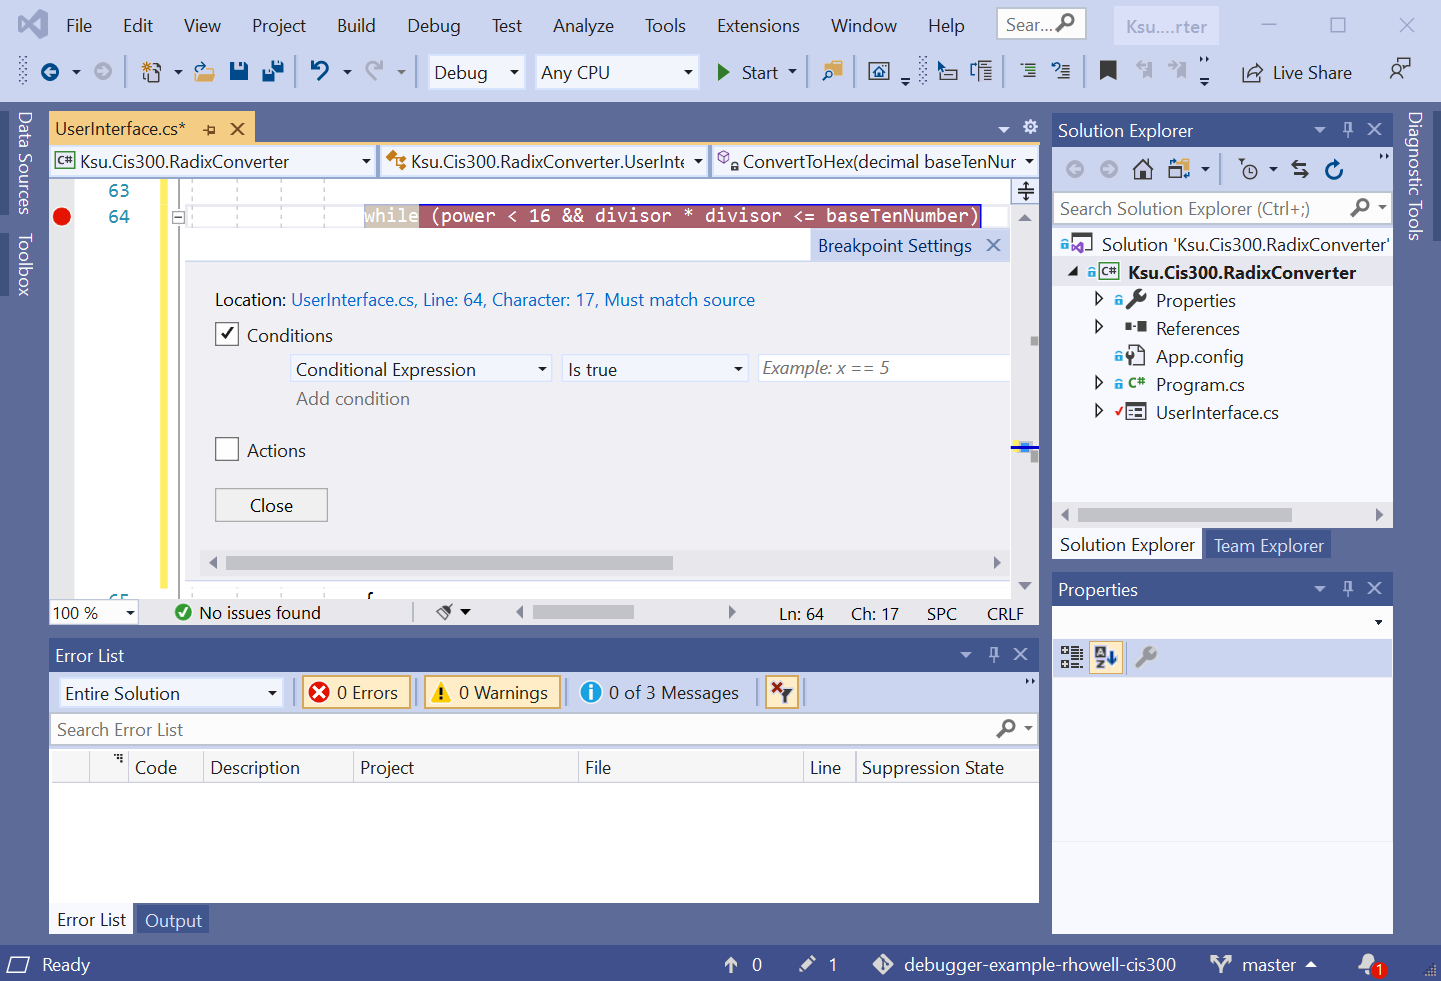 File Edit View Project Build Debug Test Analyze Tools Extensions Window Help Sear... Ksu....rter
Debug Any CPU Start Live Share
Data Sources
Toolbox
UserInterface.cs*
Ksu.Cis300.RadixConverter Ksu.Cis300.RadixConverter.UserInte ConvertToHex(decimal baseTenNur
63
64 while (power < 16 && divisor * divisor <= baseTenNumber)
Breakpoint Settings
Location: UserInterface.cs, Line: 64, Character: 17, Must match source
Conditions
Conditional Expression Is true Example: x == 5
Add condition
Actions
Close
65 {
100 % No issues found Ln: 64 Ch: 17 SPC CRLF
Error List
Entire Solution 0 Errors 0 Warnings 0 of 3 Messages
Search Error List
Code Description Project File Line Suppression State
Error List Output
Solution Explorer
Search Solution Explorer (Ctrl+;)
Solution 'Ksu.Cis300.RadixConverter'
C# Ksu.Cis300.RadixConverter
Properties
References
App.config
C# Program.cs
UserInterface.cs
Solution Explorer Team Explorer
Properties
Diagnostic Tools
Ready 0 1 debugger-example-rhowell-cis300 master 1